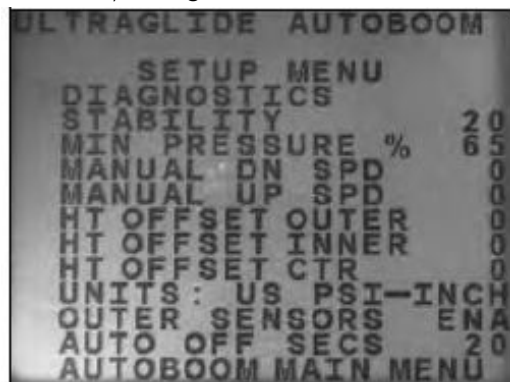 ULTRAGLIDE AUTOBOOM
SETUP MENU
DIAGNOSTICS
STABILITY 20
MIN PRESSURE % 65
MANUAL DN SPD 0
MANUAL UP SPD 0
HT OFFSET OUTER 0
HT OFFSET INNER 0
HT OFFSET CTR 0
UNITS: US PSI-INCH
OUTER SENSORS ENA
AUTO OFF SECS 20
AUTOBOOM MAIN MENU